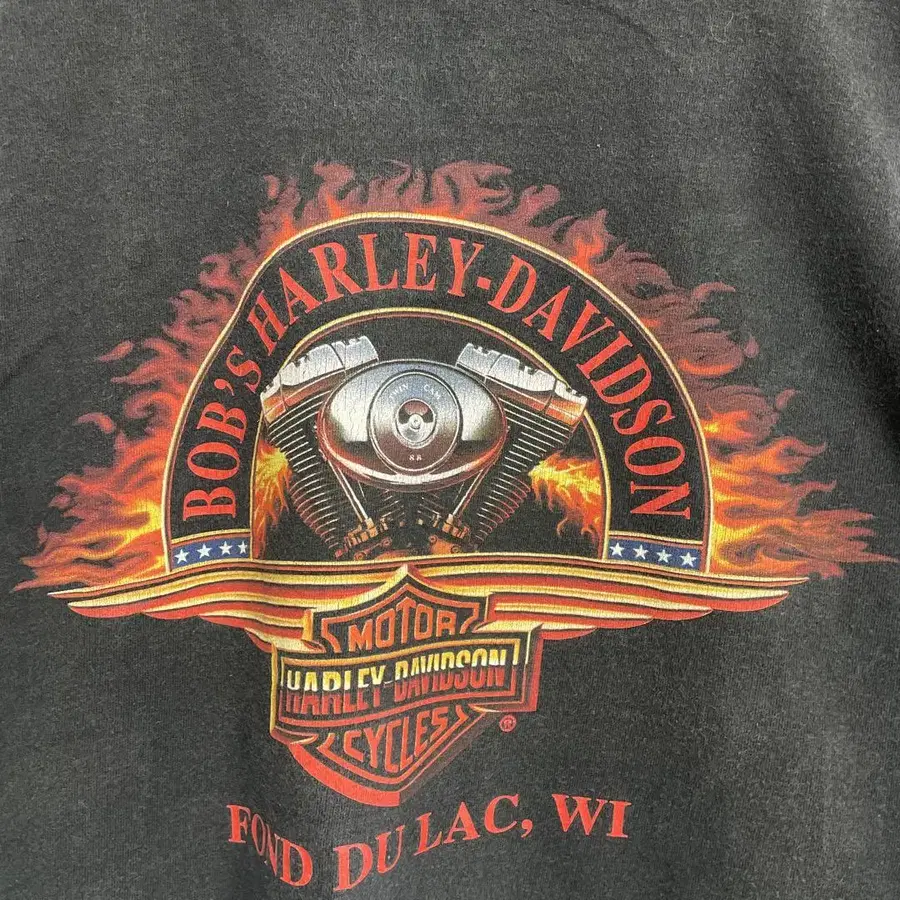 BOB'S HARLEY-DAVIDSON
TWIN CAM
88
MOTOR
HARLEY-DAVIDSON
CYCLES
®
FOND DU LAC, WI